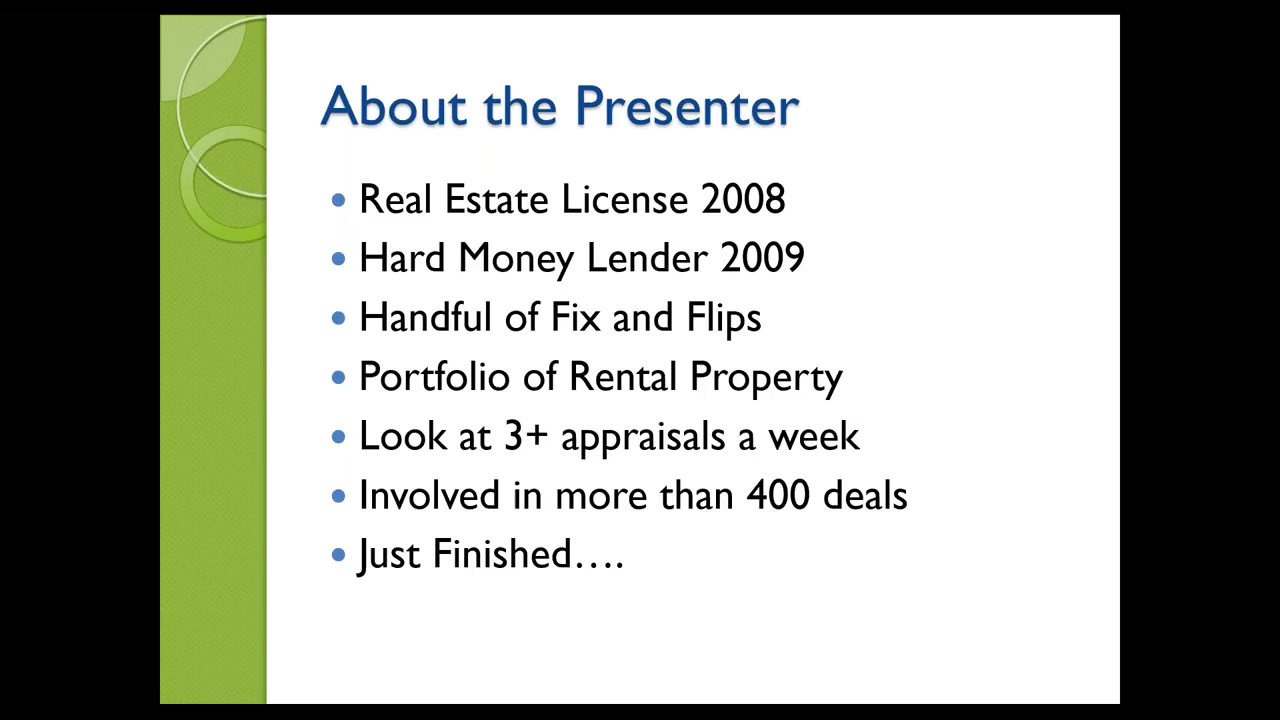 About the Presenter
• Real Estate License 2008
• Hard Money Lender 2009
• Handful of Fix and Flips
• Portfolio of Rental Property
• Look at 3+ appraisals a week
• Involved in more than 400 deals
• Just Finished....